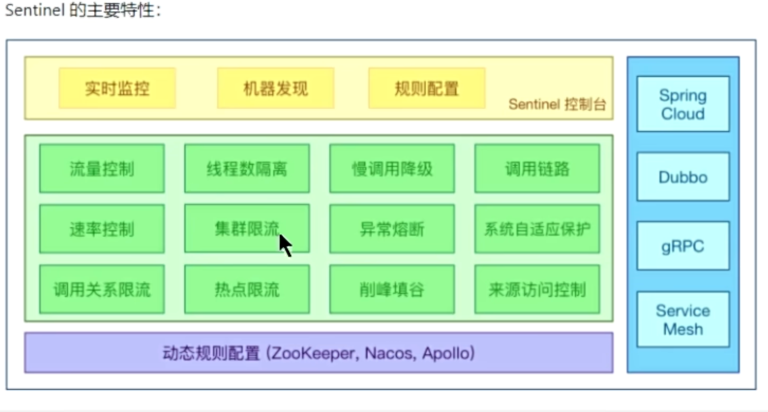 Sentinel 的主要特性：
实时监控
机器发现
规则配置
Sentinel 控制台
流量控制
线程数隔离
慢调用降级
调用链路
速率控制
集群限流
异常熔断
系统自适应保护
调用关系限流
热点限流
削峰填谷
来源访问控制
动态规则配置 (ZooKeeper, Nacos, Apollo)
Spring
Cloud
Dubbo
gRPC
Service
Mesh